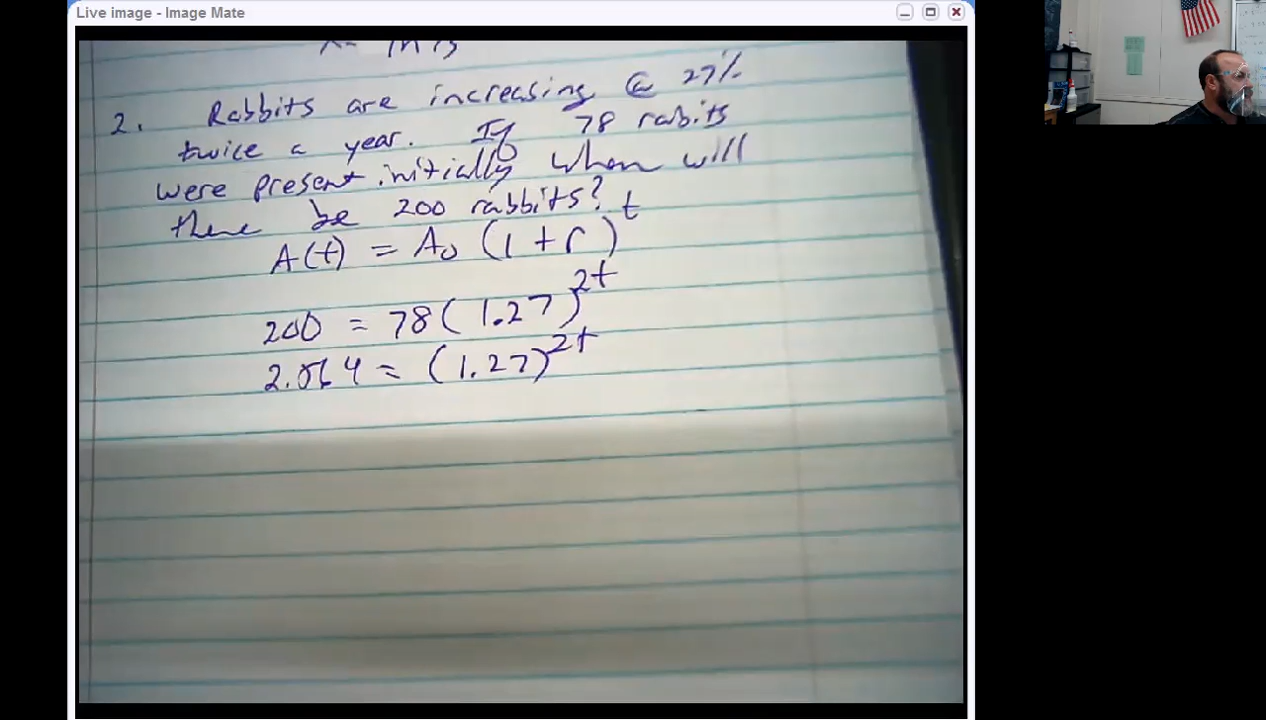 Live image - Image Mate
2. Rabbits are increasing @ 27%
twice a year. If 78 rabbits
were present initially when will
there be 200 rabbits?
A(t) = A₀ (1 + r)^t
200 = 78 (1.27)^2t
2.564 = (1.27)^2t